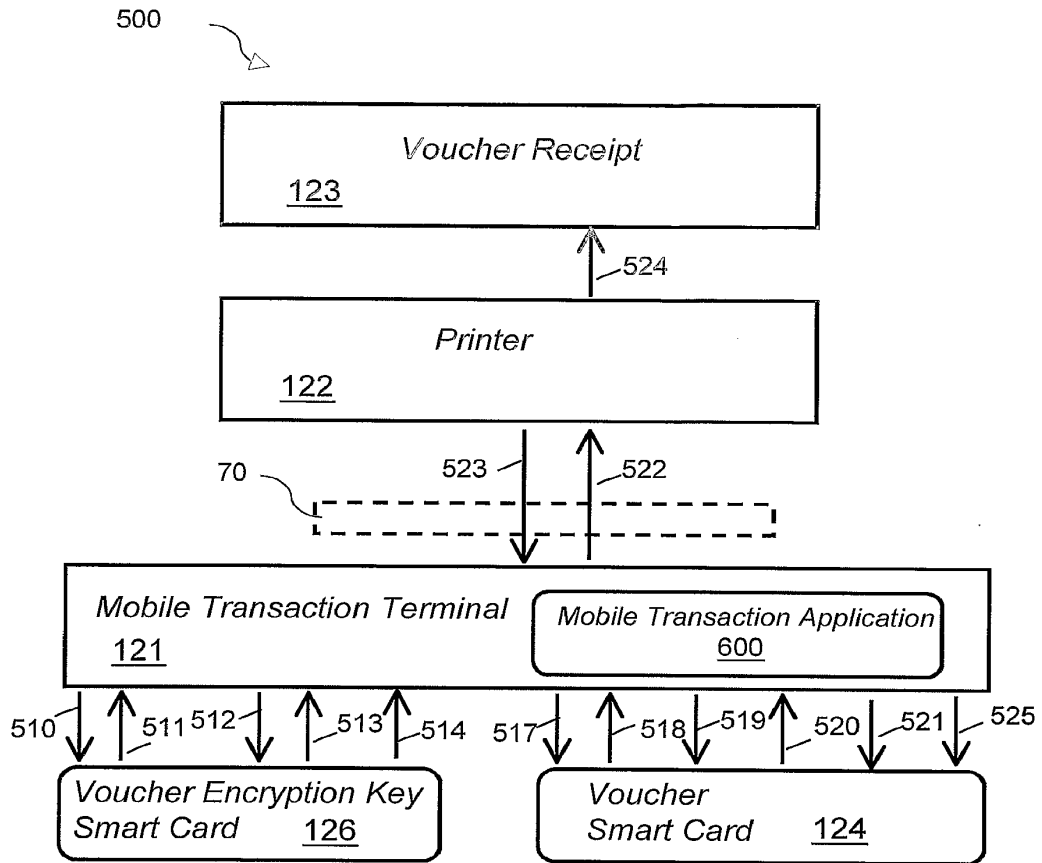 500
Voucher Receipt
123
524
Printer
122
70
523
522
Mobile Transaction Terminal
121
Mobile Transaction Application
600
510
511
512
513
514
517
518
519
520
521
525
Voucher Encryption Key
Smart Card 126
Voucher
Smart Card 124